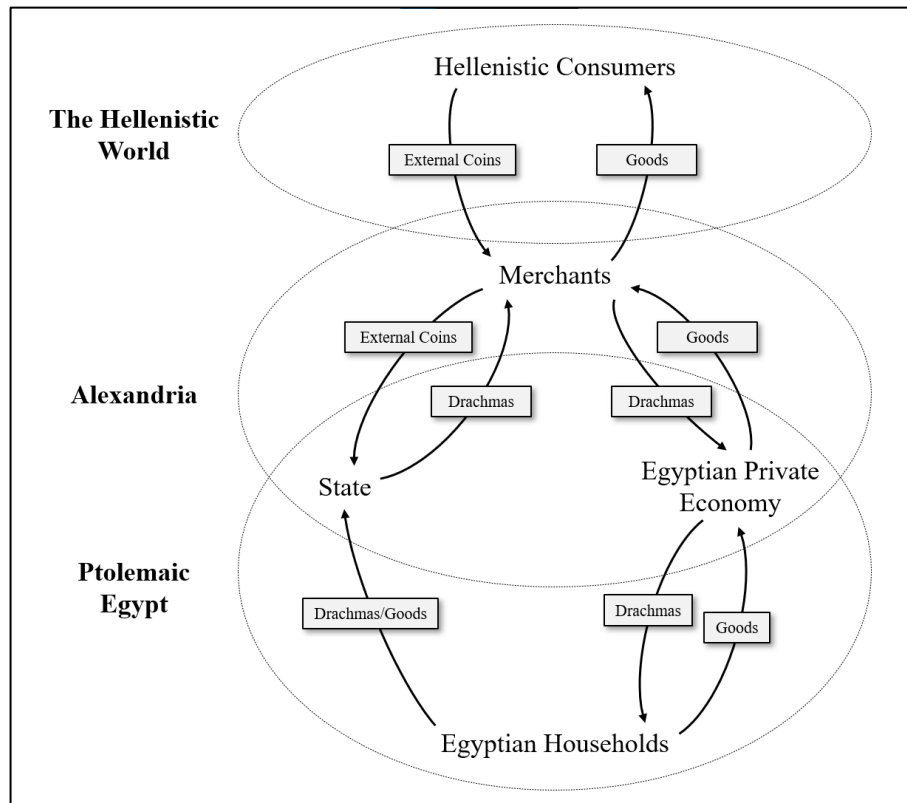 Hellenistic Consumers
The Hellenistic
World
External Coins
Goods
Merchants
External Coins
Goods
Alexandria
Drachmas
Drachmas
State
Egyptian Private
Economy
Ptolemaic
Egypt
Drachmas/Goods
Drachmas
Goods
Egyptian Households